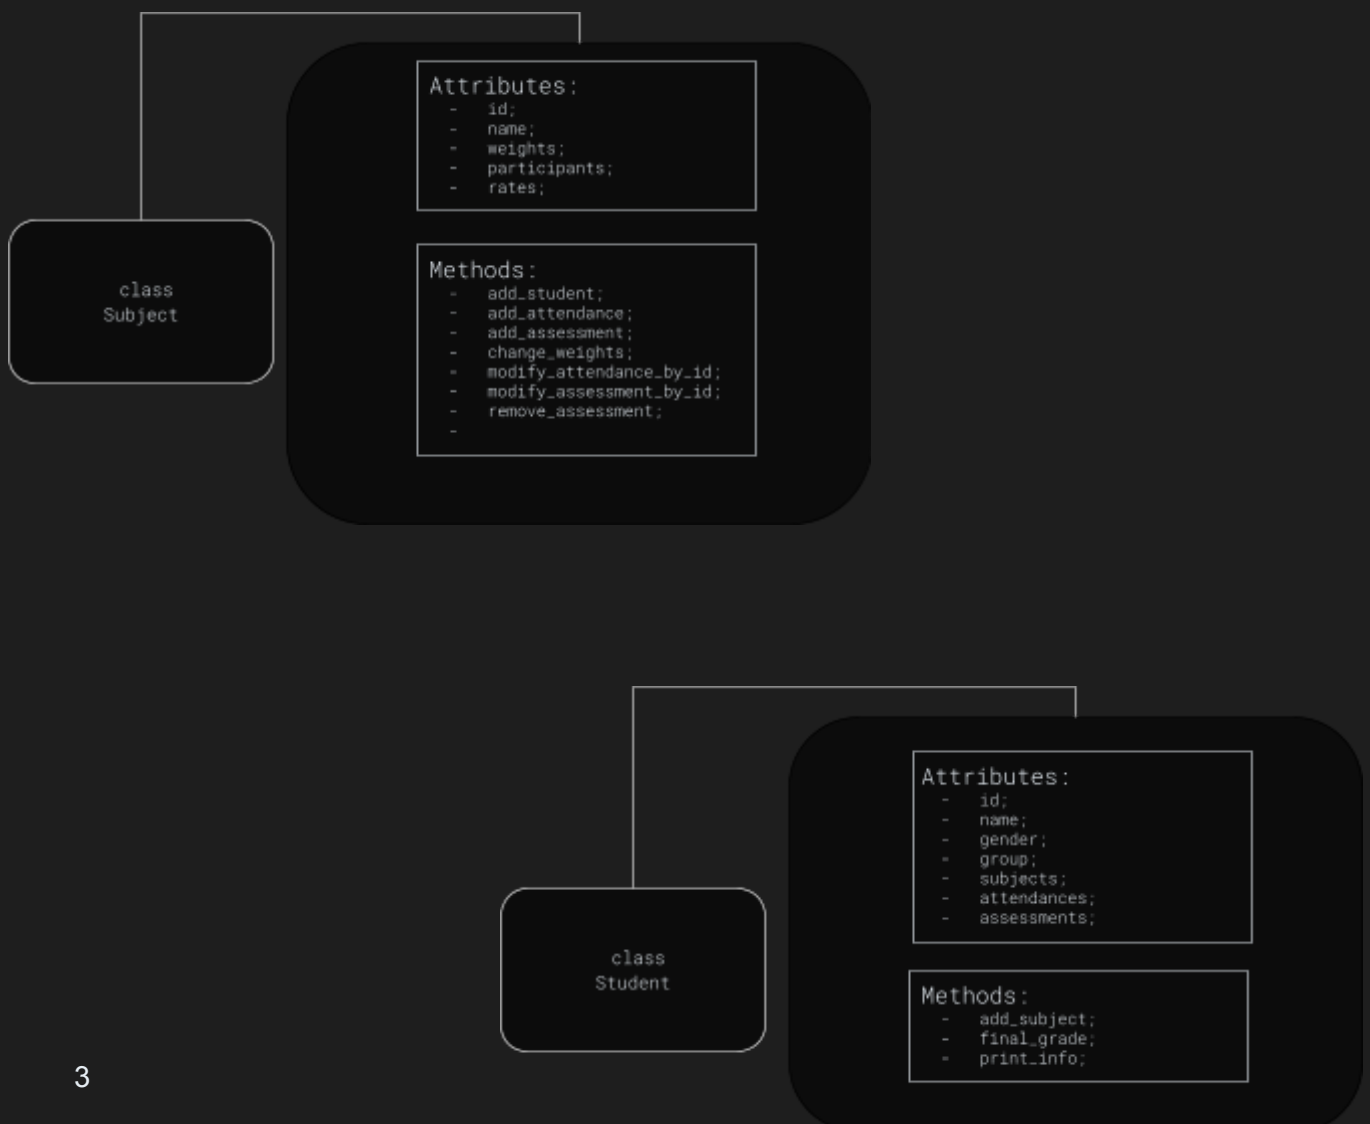 Attributes:
- id;
- name;
- weights;
- participants;
- rates;
class
Subject
Methods:
- add_student;
- add_attendance;
- add_assessment;
- change_weights;
- modify_attendance_by_id;
- modify_assessment_by_id;
- remove_assessment;
-
Attributes:
- id;
- name;
- gender;
- group;
- subjects;
- attendances;
- assessments;
class
Student
Methods:
- add_subject;
- final_grade;
- print_info;
3